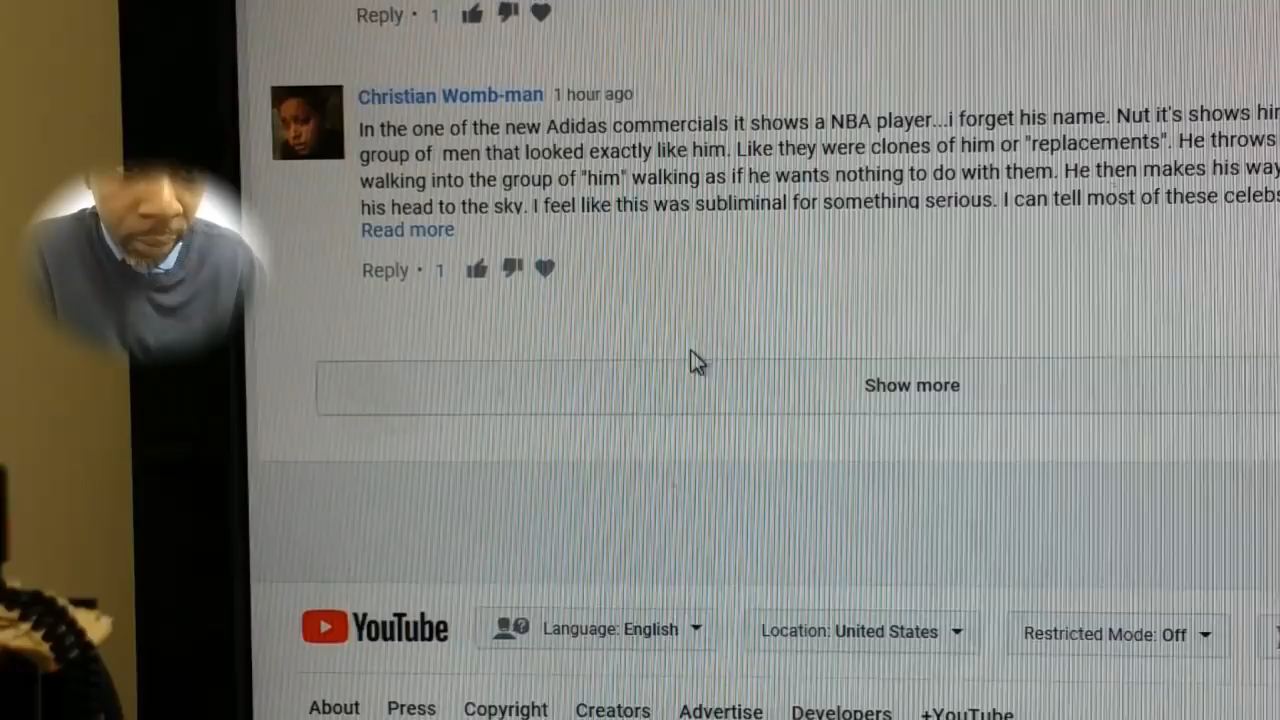 Reply • 1
Christian Womb-man 1 hour ago
In the one of the new Adidas commercials it shows a NBA player...i forget his name. Nut it's shows
group of men that looked exactly like him. Like they were clones of him or "replacements". He throws
walking into the group of "him" walking as if he wants nothing to do with them. He then makes his way
his head to the sky. I feel like this was subliminal for something serious. I can tell most of these celebs
Read more
Reply • 1
Show more
YouTube Language: English Location: United States Restricted Mode: Off
About Press Copyright Creators Advertise Developers +YouTube